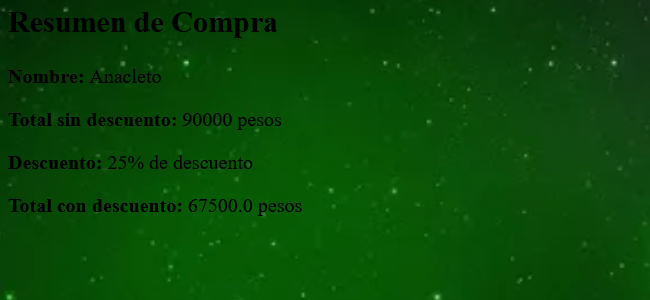 Resumen de Compra
Nombre: Anacleto
Total sin descuento: 90000 pesos
Descuento: 25% de descuento
Total con descuento: 67500.0 pesos